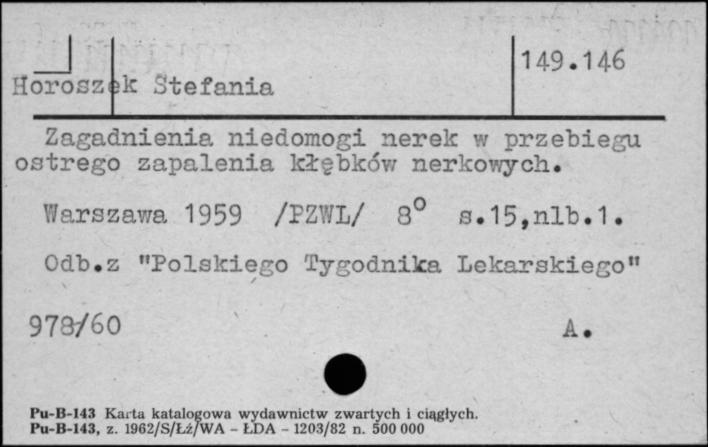 149.146
Horoszek Stefania
Zagadnienia niedomogi nerek w przebiegu
ostrego zapalenia kłębków nerkowych.
Warszawa 1959 /PZWL/ 8° s.15,nlb.1.
Odb.z "Polskiego Tygodnika Lekarskiego"
978/60 A.
Pu-B-143 Karta katalogowa wydawnictw zwartych i ciągłych.
Pu-B-143, z. 1962/S/Łź/WA - ŁDA - 1203/82 n. 500 000